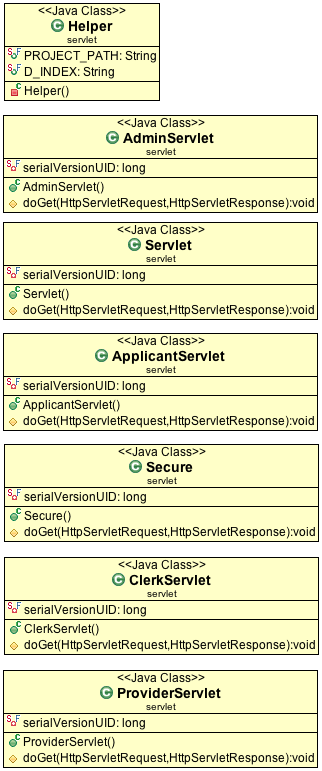 <<Java Class>>
Helper
servlet
PROJECT_PATH: String
D_INDEX: String
Helper()
<<Java Class>>
AdminServlet
servlet
serialVersionUID: long
AdminServlet()
doGet(HttpServletRequest,HttpServletResponse):void
<<Java Class>>
Servlet
servlet
serialVersionUID: long
Servlet()
doGet(HttpServletRequest,HttpServletResponse):void
<<Java Class>>
ApplicantServlet
servlet
serialVersionUID: long
ApplicantServlet()
doGet(HttpServletRequest,HttpServletResponse):void
<<Java Class>>
Secure
servlet
serialVersionUID: long
Secure()
doGet(HttpServletRequest,HttpServletResponse):void
<<Java Class>>
ClerkServlet
servlet
serialVersionUID: long
ClerkServlet()
doGet(HttpServletRequest,HttpServletResponse):void
<<Java Class>>
ProviderServlet
servlet
serialVersionUID: long
ProviderServlet()
doGet(HttpServletRequest,HttpServletResponse):void